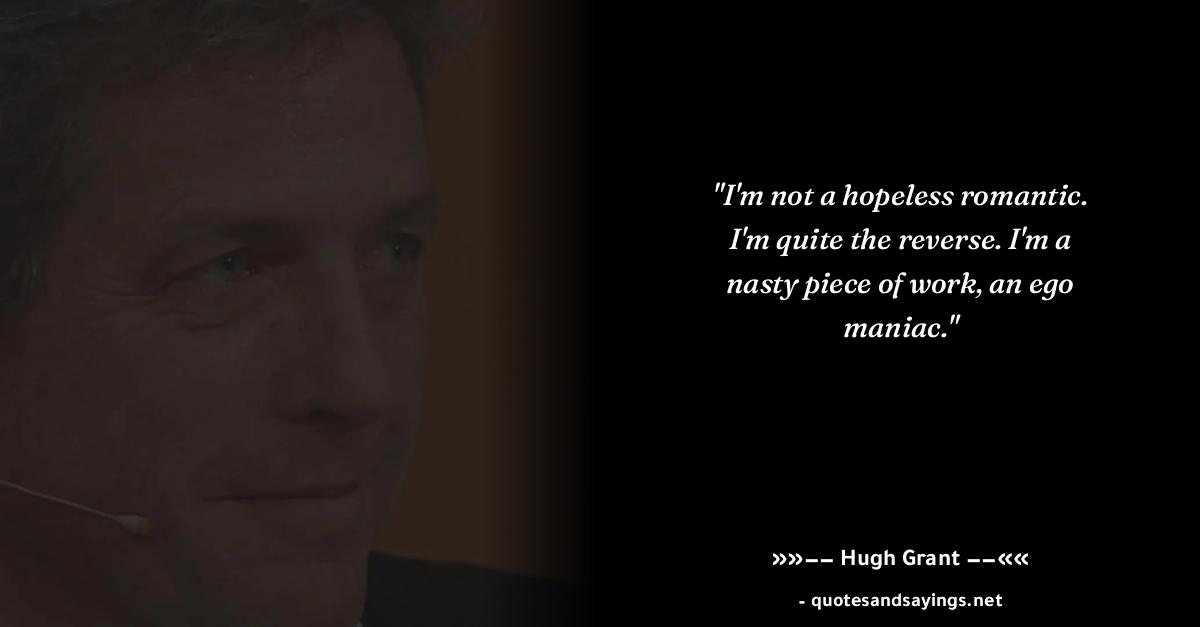 "I'm not a hopeless romantic.
I'm quite the reverse. I'm a
nasty piece of work, an ego
maniac."
»»–– Hugh Grant ––««
- quotesandsayings.net